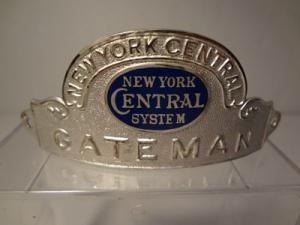 NEW YORK CENTRAL
NEW YORK
CENTRAL
SYSTEM
GATEMAN